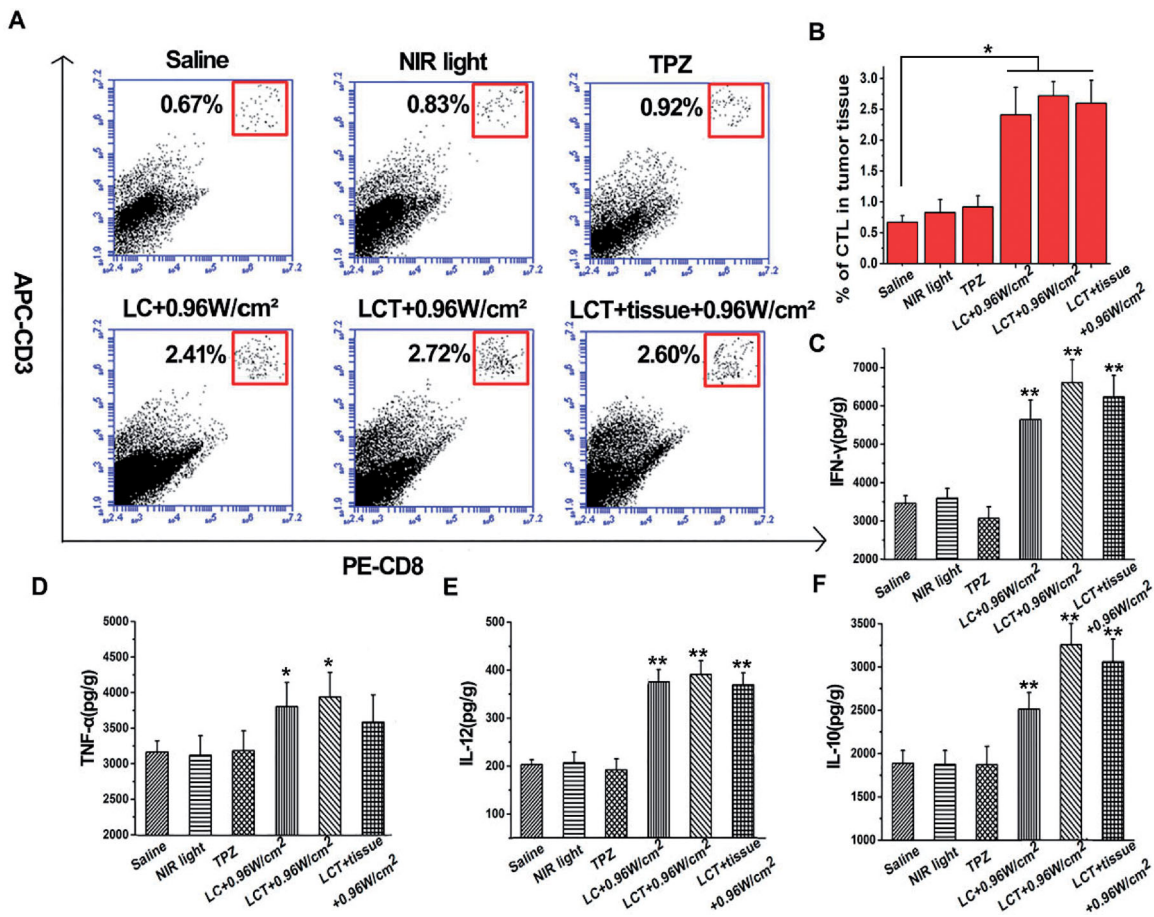 A
Saline
NIR light
TPZ
0.67%
0.83%
0.92%
LC+0.96W/cm²
LCT+0.96W/cm²
LCT+tissue+0.96W/cm²
2.41%
2.72%
2.60%
APC-CD3
PE-CD8
B
*
% of CTL in tumor tissue
3.0
2.5
2.0
1.5
1.0
0.5
0.0
Saline
NIR light
TPZ
LC+0.96W/cm²
LCT+0.96W/cm²
LCT+tissue
+0.96W/cm²
C
** ** **
IFN-γ(pg/g)
7000
6000
5000
4000
3000
2000
Saline
NIR light
TPZ
LC+0.96W/cm²
LCT+0.96W/cm²
LCT+tissue
+0.96W/cm²
D
* *
TNF-α(pg/g)
5000
4500
4000
3500
3000
2500
2000
Saline
NIR light
TPZ
LC+0.96W/cm²
LCT+0.96W/cm²
LCT+tissue
+0.96W/cm²
E
** ** **
IL-12(pg/g)
500
400
300
200
100
Saline
NIR light
TPZ
LC+0.96W/cm²
LCT+0.96W/cm²
LCT+tissue
+0.96W/cm²
F
** ** **
IL-10(pg/g)
3500
3000
2500
2000
1500
1000
Saline
NIR light
TPZ
LC+0.96W/cm²
LCT+0.96W/cm²
LCT+tissue
+0.96W/cm²